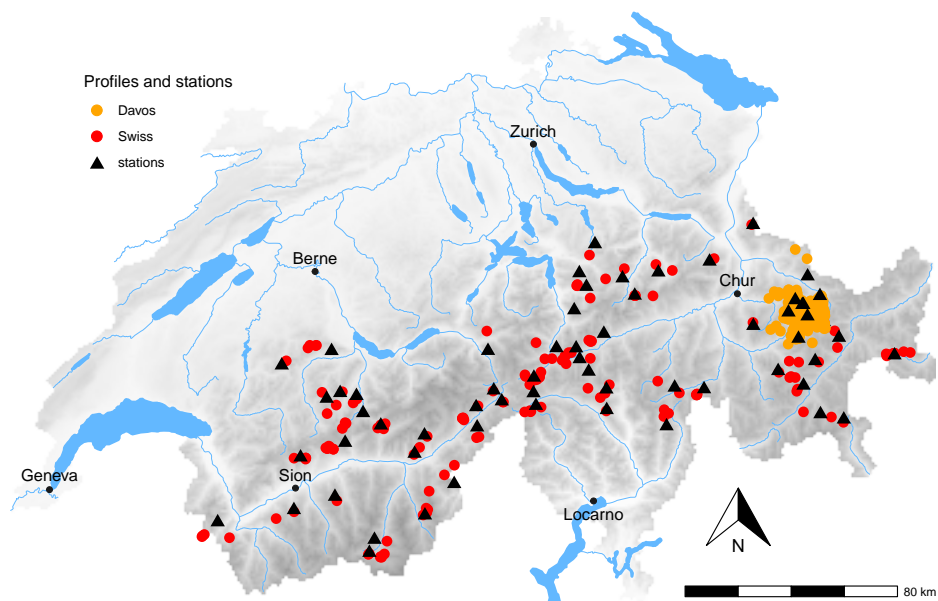 Profiles and stations
Davos
Swiss
stations
Zurich
Berne
Chur
Geneva
Sion
Locarno
N
80 km